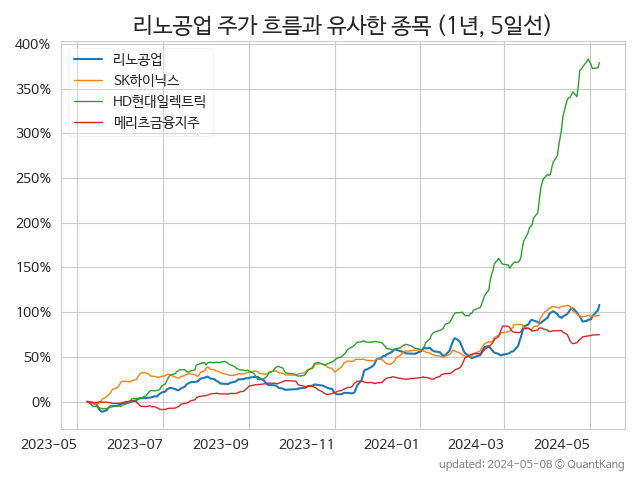 리노공업 주가 흐름과 유사한 종목 (1년, 5일선)
400%
350%
300%
250%
200%
150%
100%
50%
0%
리노공업
SK하이닉스
HD현대일렉트릭
메리츠금융지주
2023-05 2023-07 2023-09 2023-11 2024-01 2024-03 2024-05
updated: 2024-05-08 © QuantKang